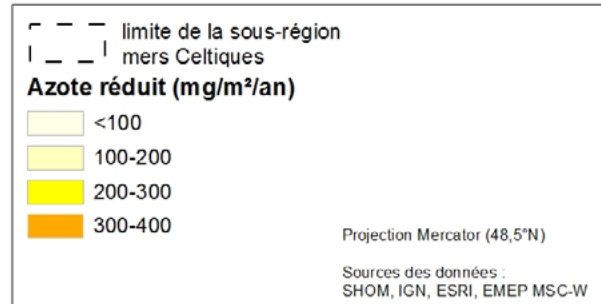 limite de la sous-région
mers Celtiques
Azote réduit (mg/m²/an)
<100
100-200
200-300
300-400
Projection Mercator (48,5°N)
Sources des données :
SHOM, IGN, ESRI, EMEP MSC-W